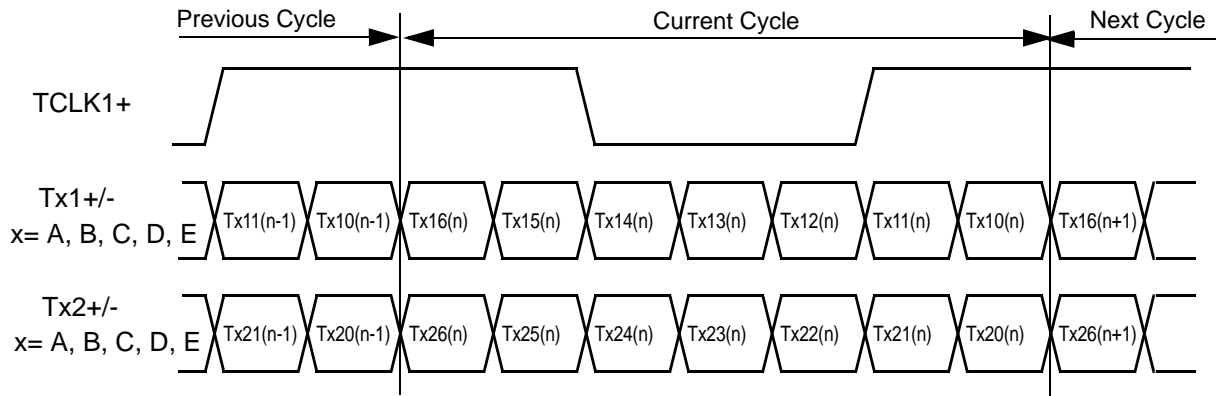 Previous Cycle Current Cycle Next Cycle
TCLK1+
Tx1+/-
x= A, B, C, D, E
Tx11(n-1) Tx10(n-1) Tx16(n) Tx15(n) Tx14(n) Tx13(n) Tx12(n) Tx11(n) Tx10(n) Tx16(n+1)
Tx2+/-
x= A, B, C, D, E
Tx21(n-1) Tx20(n-1) Tx26(n) Tx25(n) Tx24(n) Tx23(n) Tx22(n) Tx21(n) Tx20(n) Tx26(n+1)